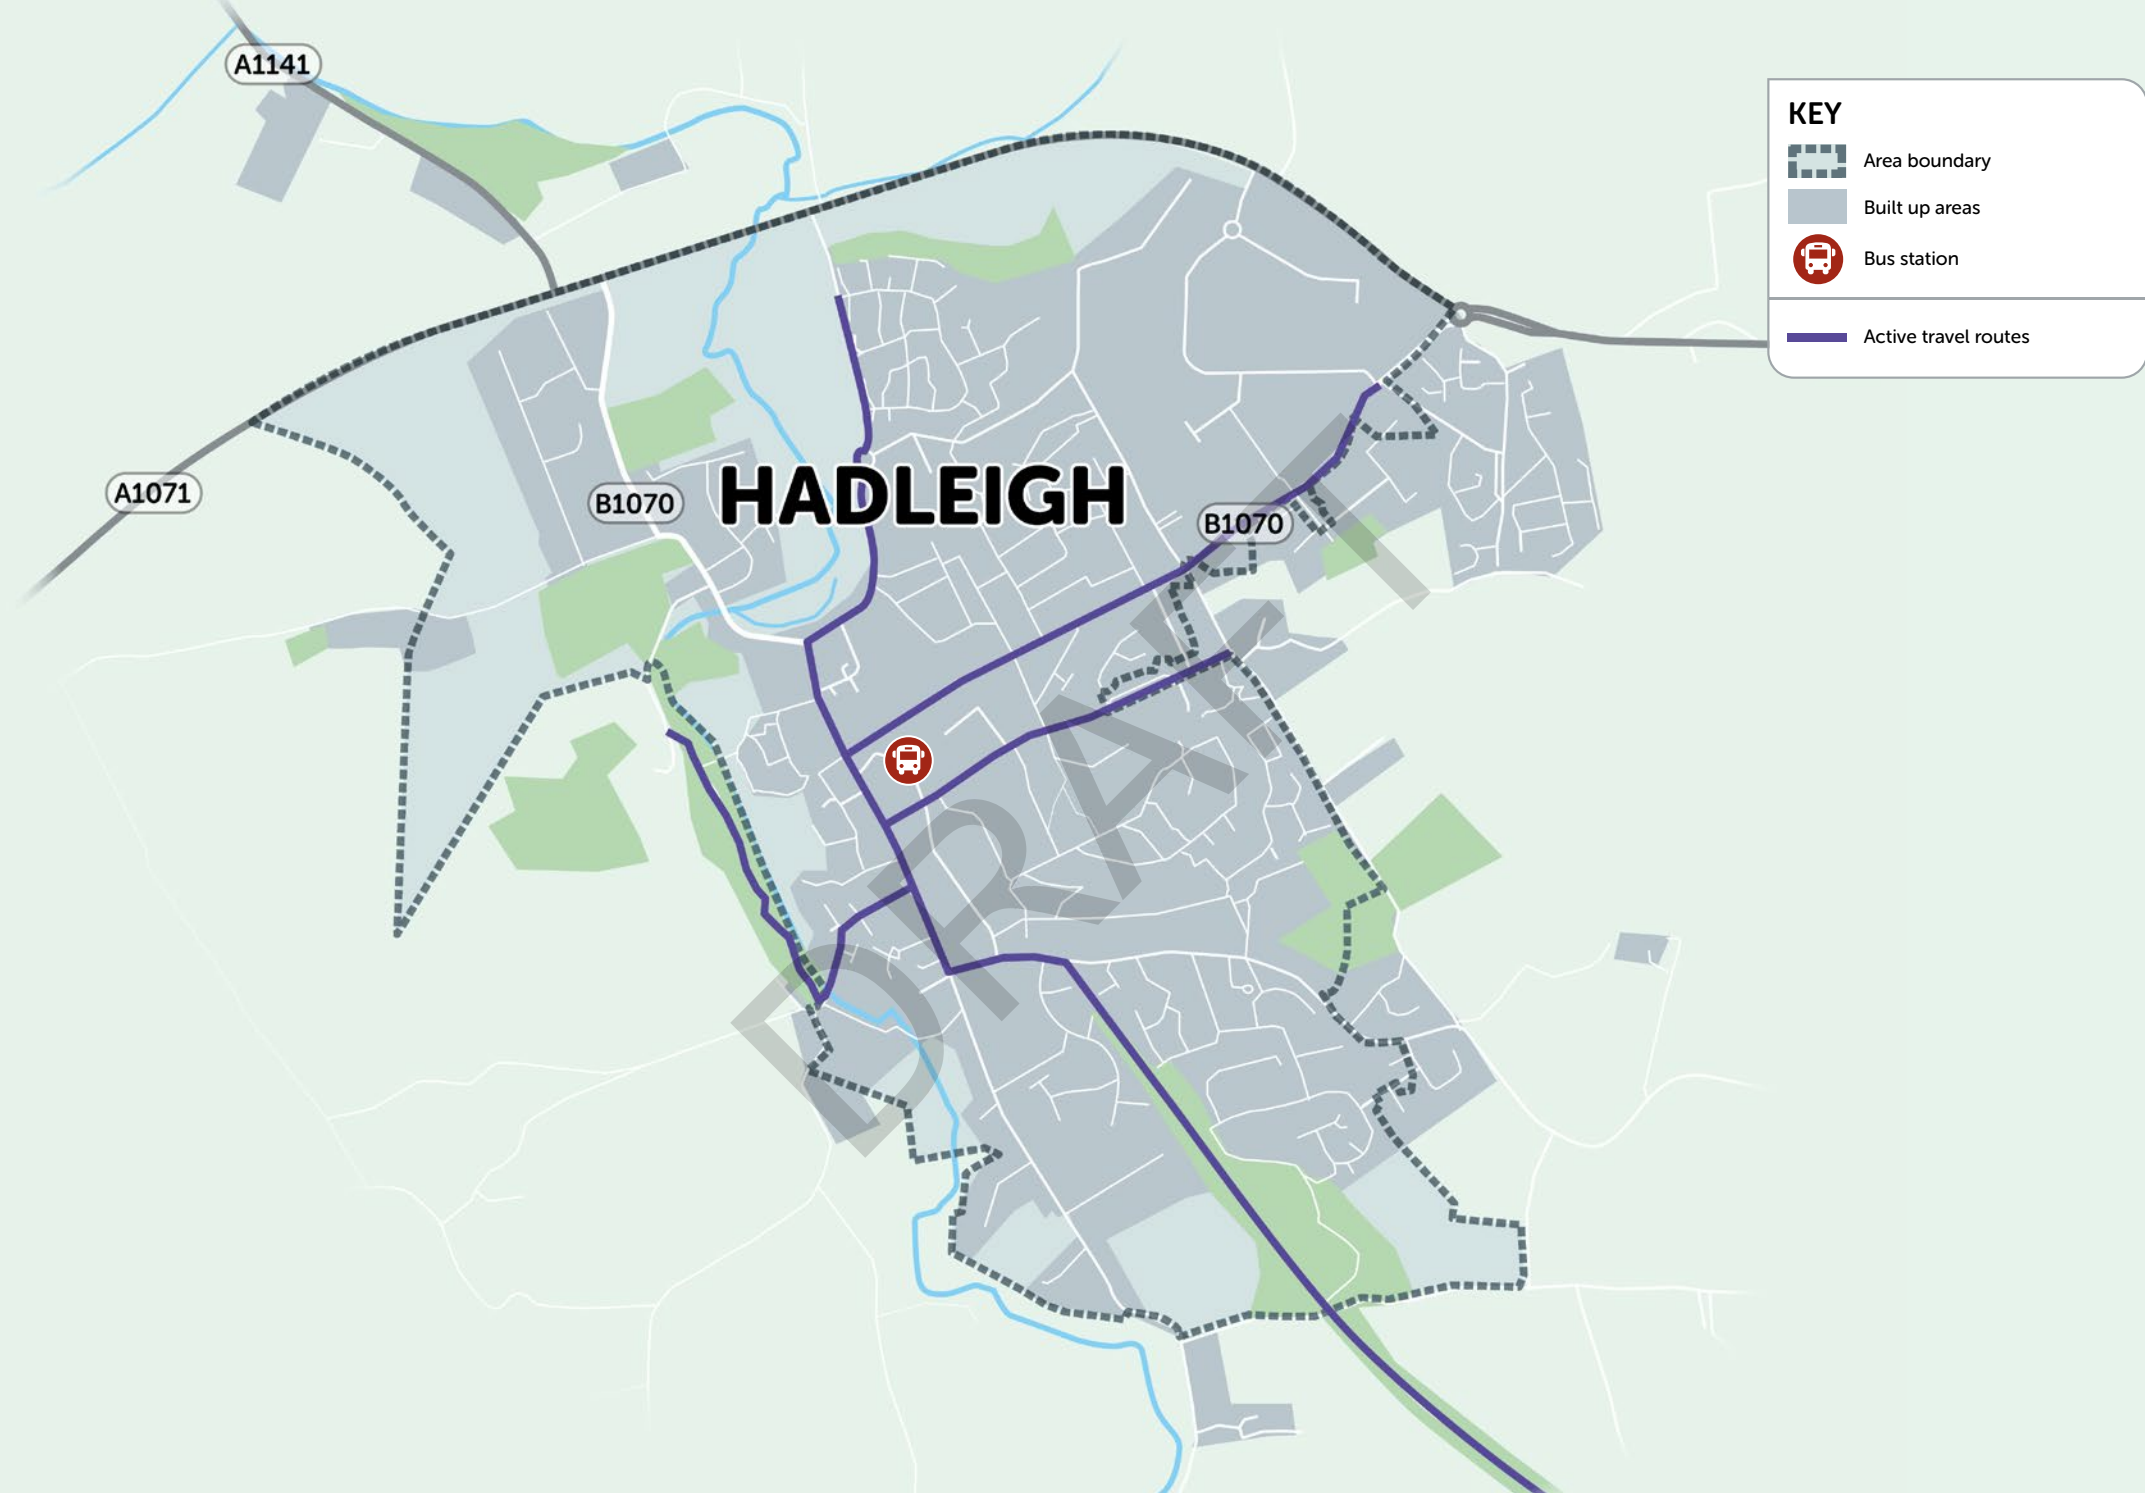 A1141
KEY
Area boundary
Built up areas
Bus station
Active travel routes
A1071
B1070
HADLEIGH
B1070
DRAFT